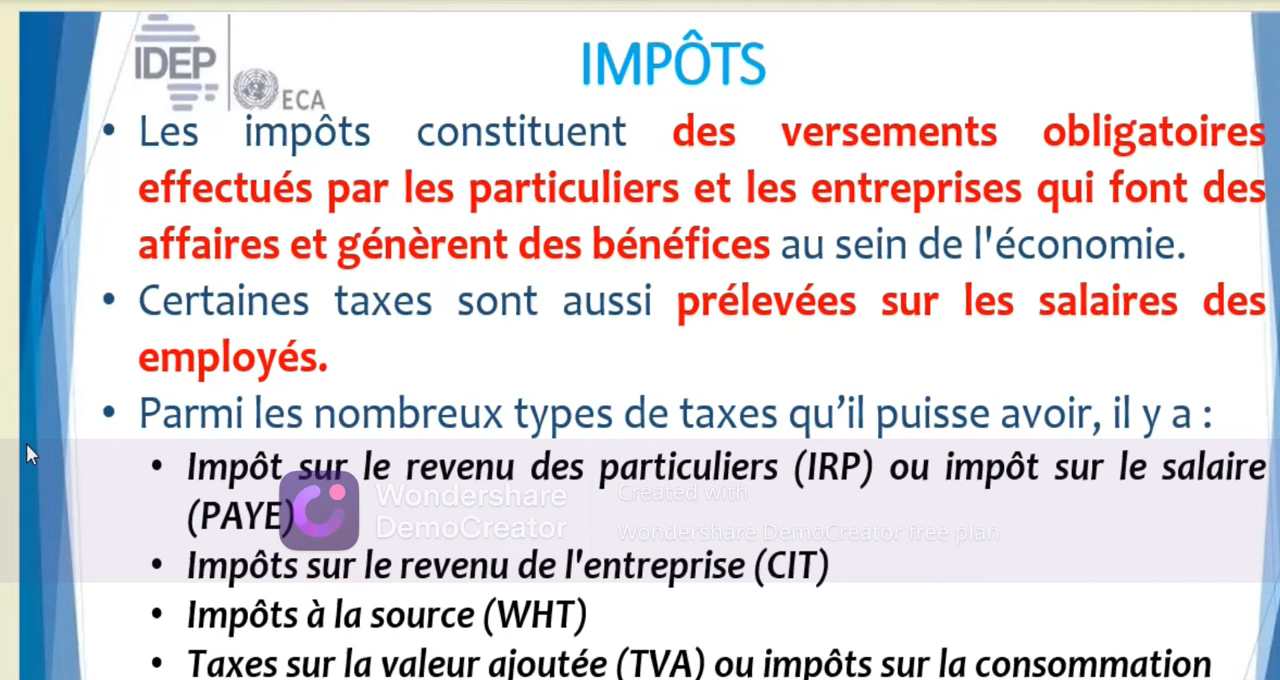 IDEP
ECA
IMPÔTS
• Les impôts constituent des versements obligatoires
effectués par les particuliers et les entreprises qui font des
affaires et génèrent des bénéfices au sein de l'économie.
• Certaines taxes sont aussi prélevées sur les salaires des
employés.
• Parmi les nombreux types de taxes qu’il puisse avoir, il y a :
• Impôt sur le revenu des particuliers (IRP) ou impôt sur le salaire
(PAYE)
Wondershare
DemoCreator
Created with
Wondershare DemoCreator free plan
• Impôts sur le revenu de l'entreprise (CIT)
• Impôts à la source (WHT)
• Taxes sur la valeur ajoutée (TVA) ou impôts sur la consommation